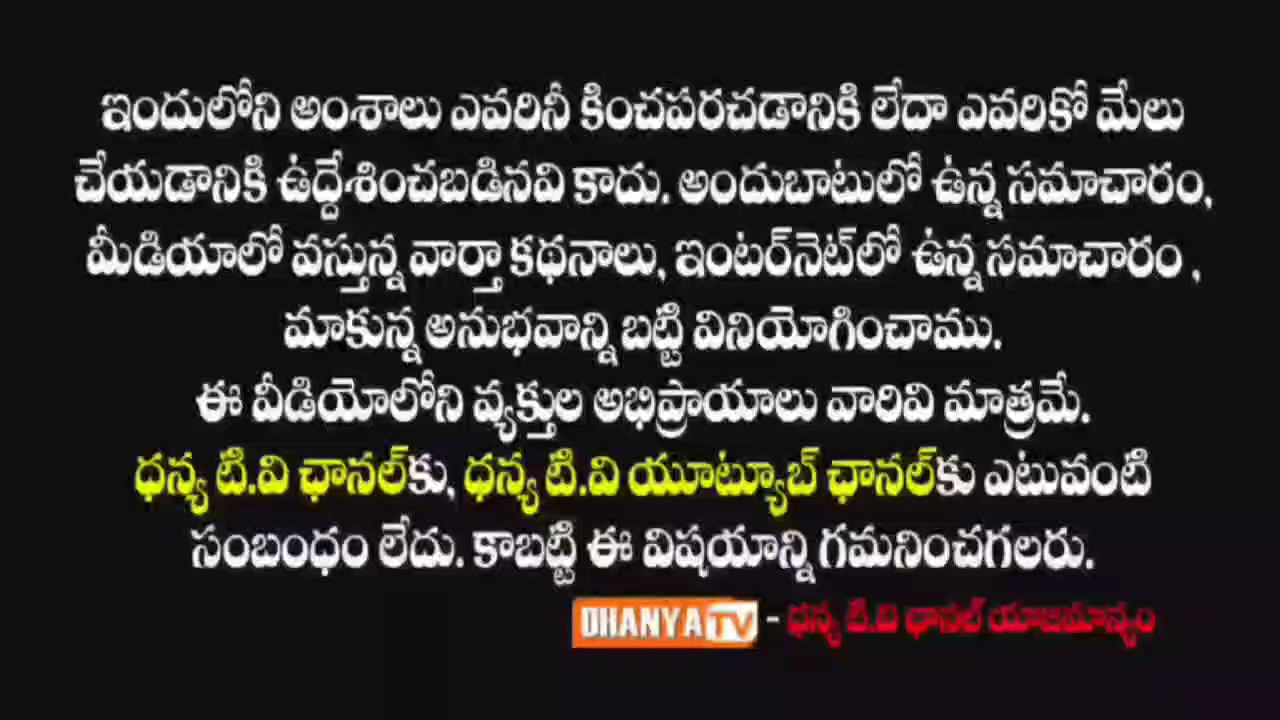 ఇందులోని అంశాలు ఎవరినీ కించపరచడానికి లేదా ఎవరికో మేలు
చేయడానికి ఉద్దేశించబడినవి కాదు. అందుబాటులో ఉన్న సమాచారం,
మీడియాలో వస్తున్న వార్తా కథనాలు, ఇంటర్‌నెట్‌లో ఉన్న సమాచారం ,
మాకున్న అనుభవాన్ని బట్టి వినియోగించాము.
ఈ వీడియోలోని వ్యక్తుల అభిప్రాయాలు వారివి మాత్రమే.
ధన్య టి.వి ఛానల్‌కు, ధన్య టి.వి యూట్యూబ్ ఛానల్‌కు ఎటువంటి
సంబంధం లేదు. కాబట్టి ఈ విషయాన్ని గమనించగలరు.
DHANYA TV - ధన్య టి.వి ఛానల్ యాజమాన్యం